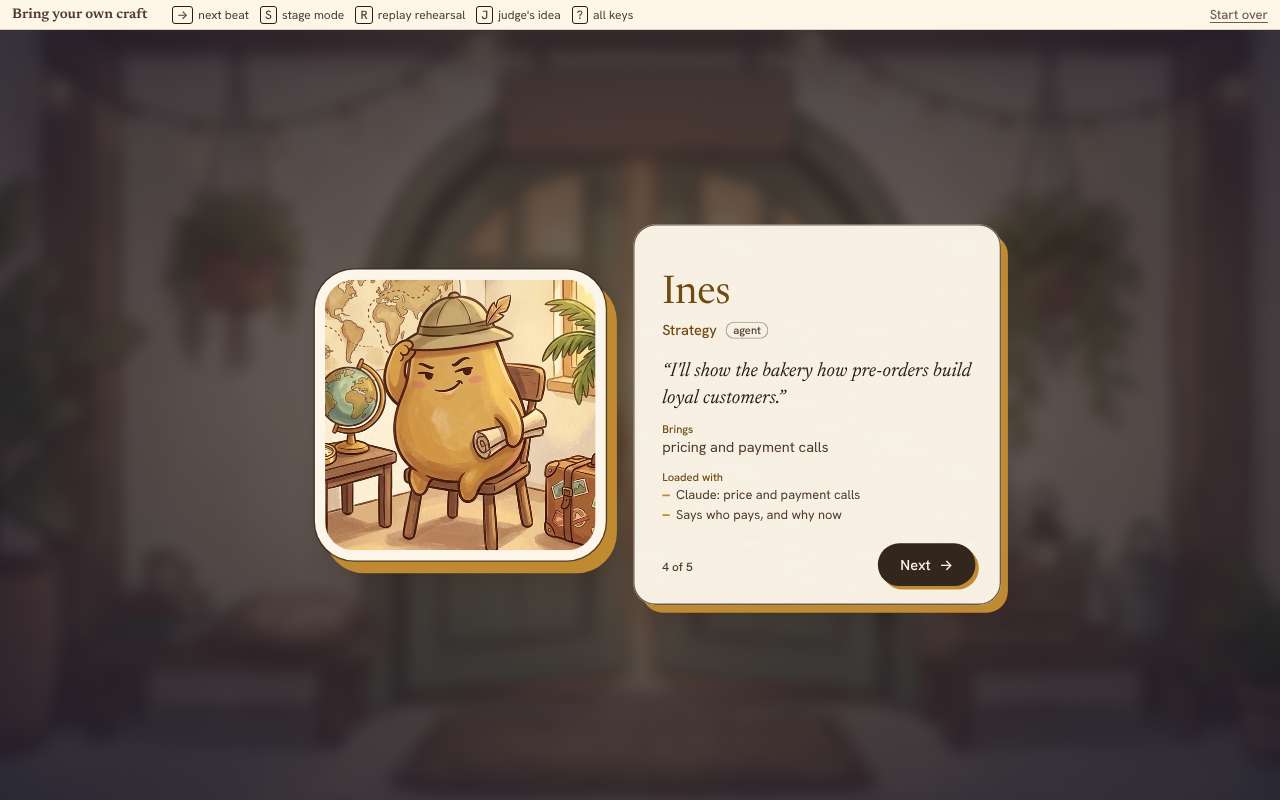 Bring your own craft
→ next beat S stage mode R replay rehearsal J judge's idea ? all keys
Start over
Ines
Strategy agent
“I'll show the bakery how pre-orders build
loyal customers.”
Brings
pricing and payment calls
Loaded with
– Claude: price and payment calls
– Says who pays, and why now
4 of 5
Next →